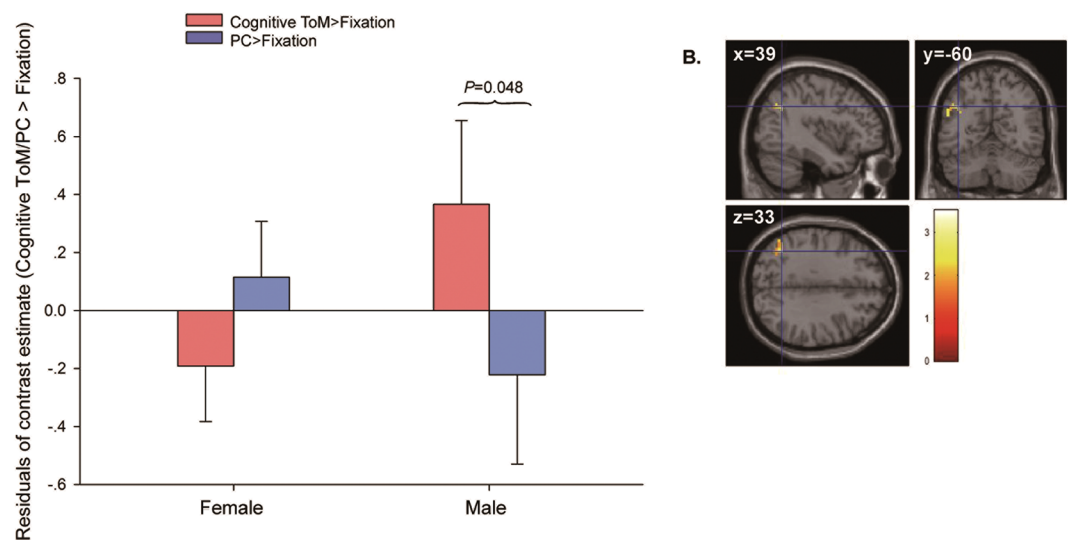 Cognitive ToM>Fixation
PC>Fixation
Residuals of contrast estimate (Cognitive ToM/PC > Fixation)
.8
.6
.4
.2
0.0
-.2
-.4
-.6
P=0.048
Female
Male
B.
x=39
y=-60
z=33
3
2
1
0